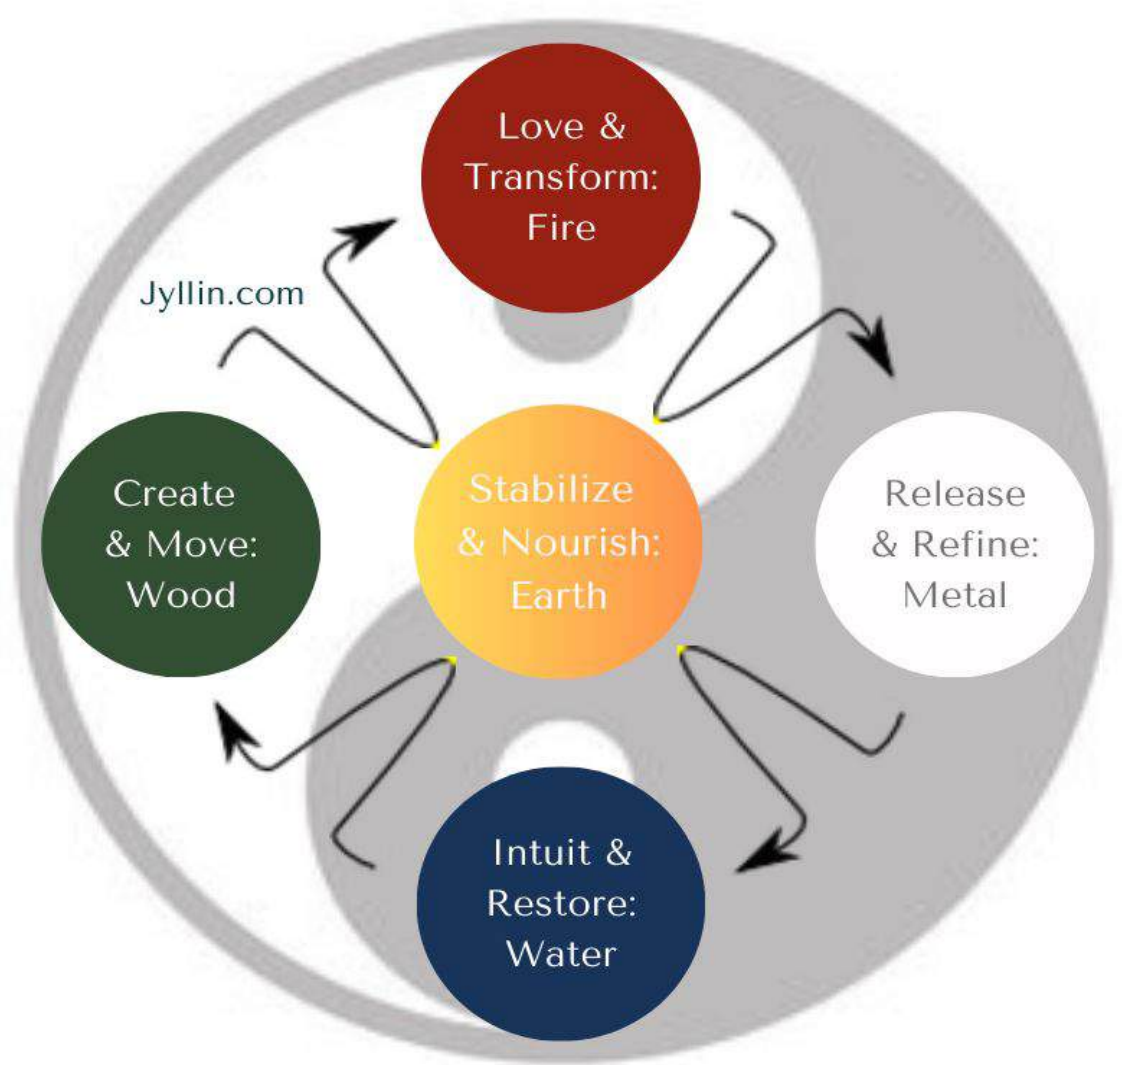 Love &
Transform:
Fire
Jyllin.com
Create
& Move:
Wood
Stabilize
& Nourish:
Earth
Release
& Refine:
Metal
Intuit &
Restore:
Water